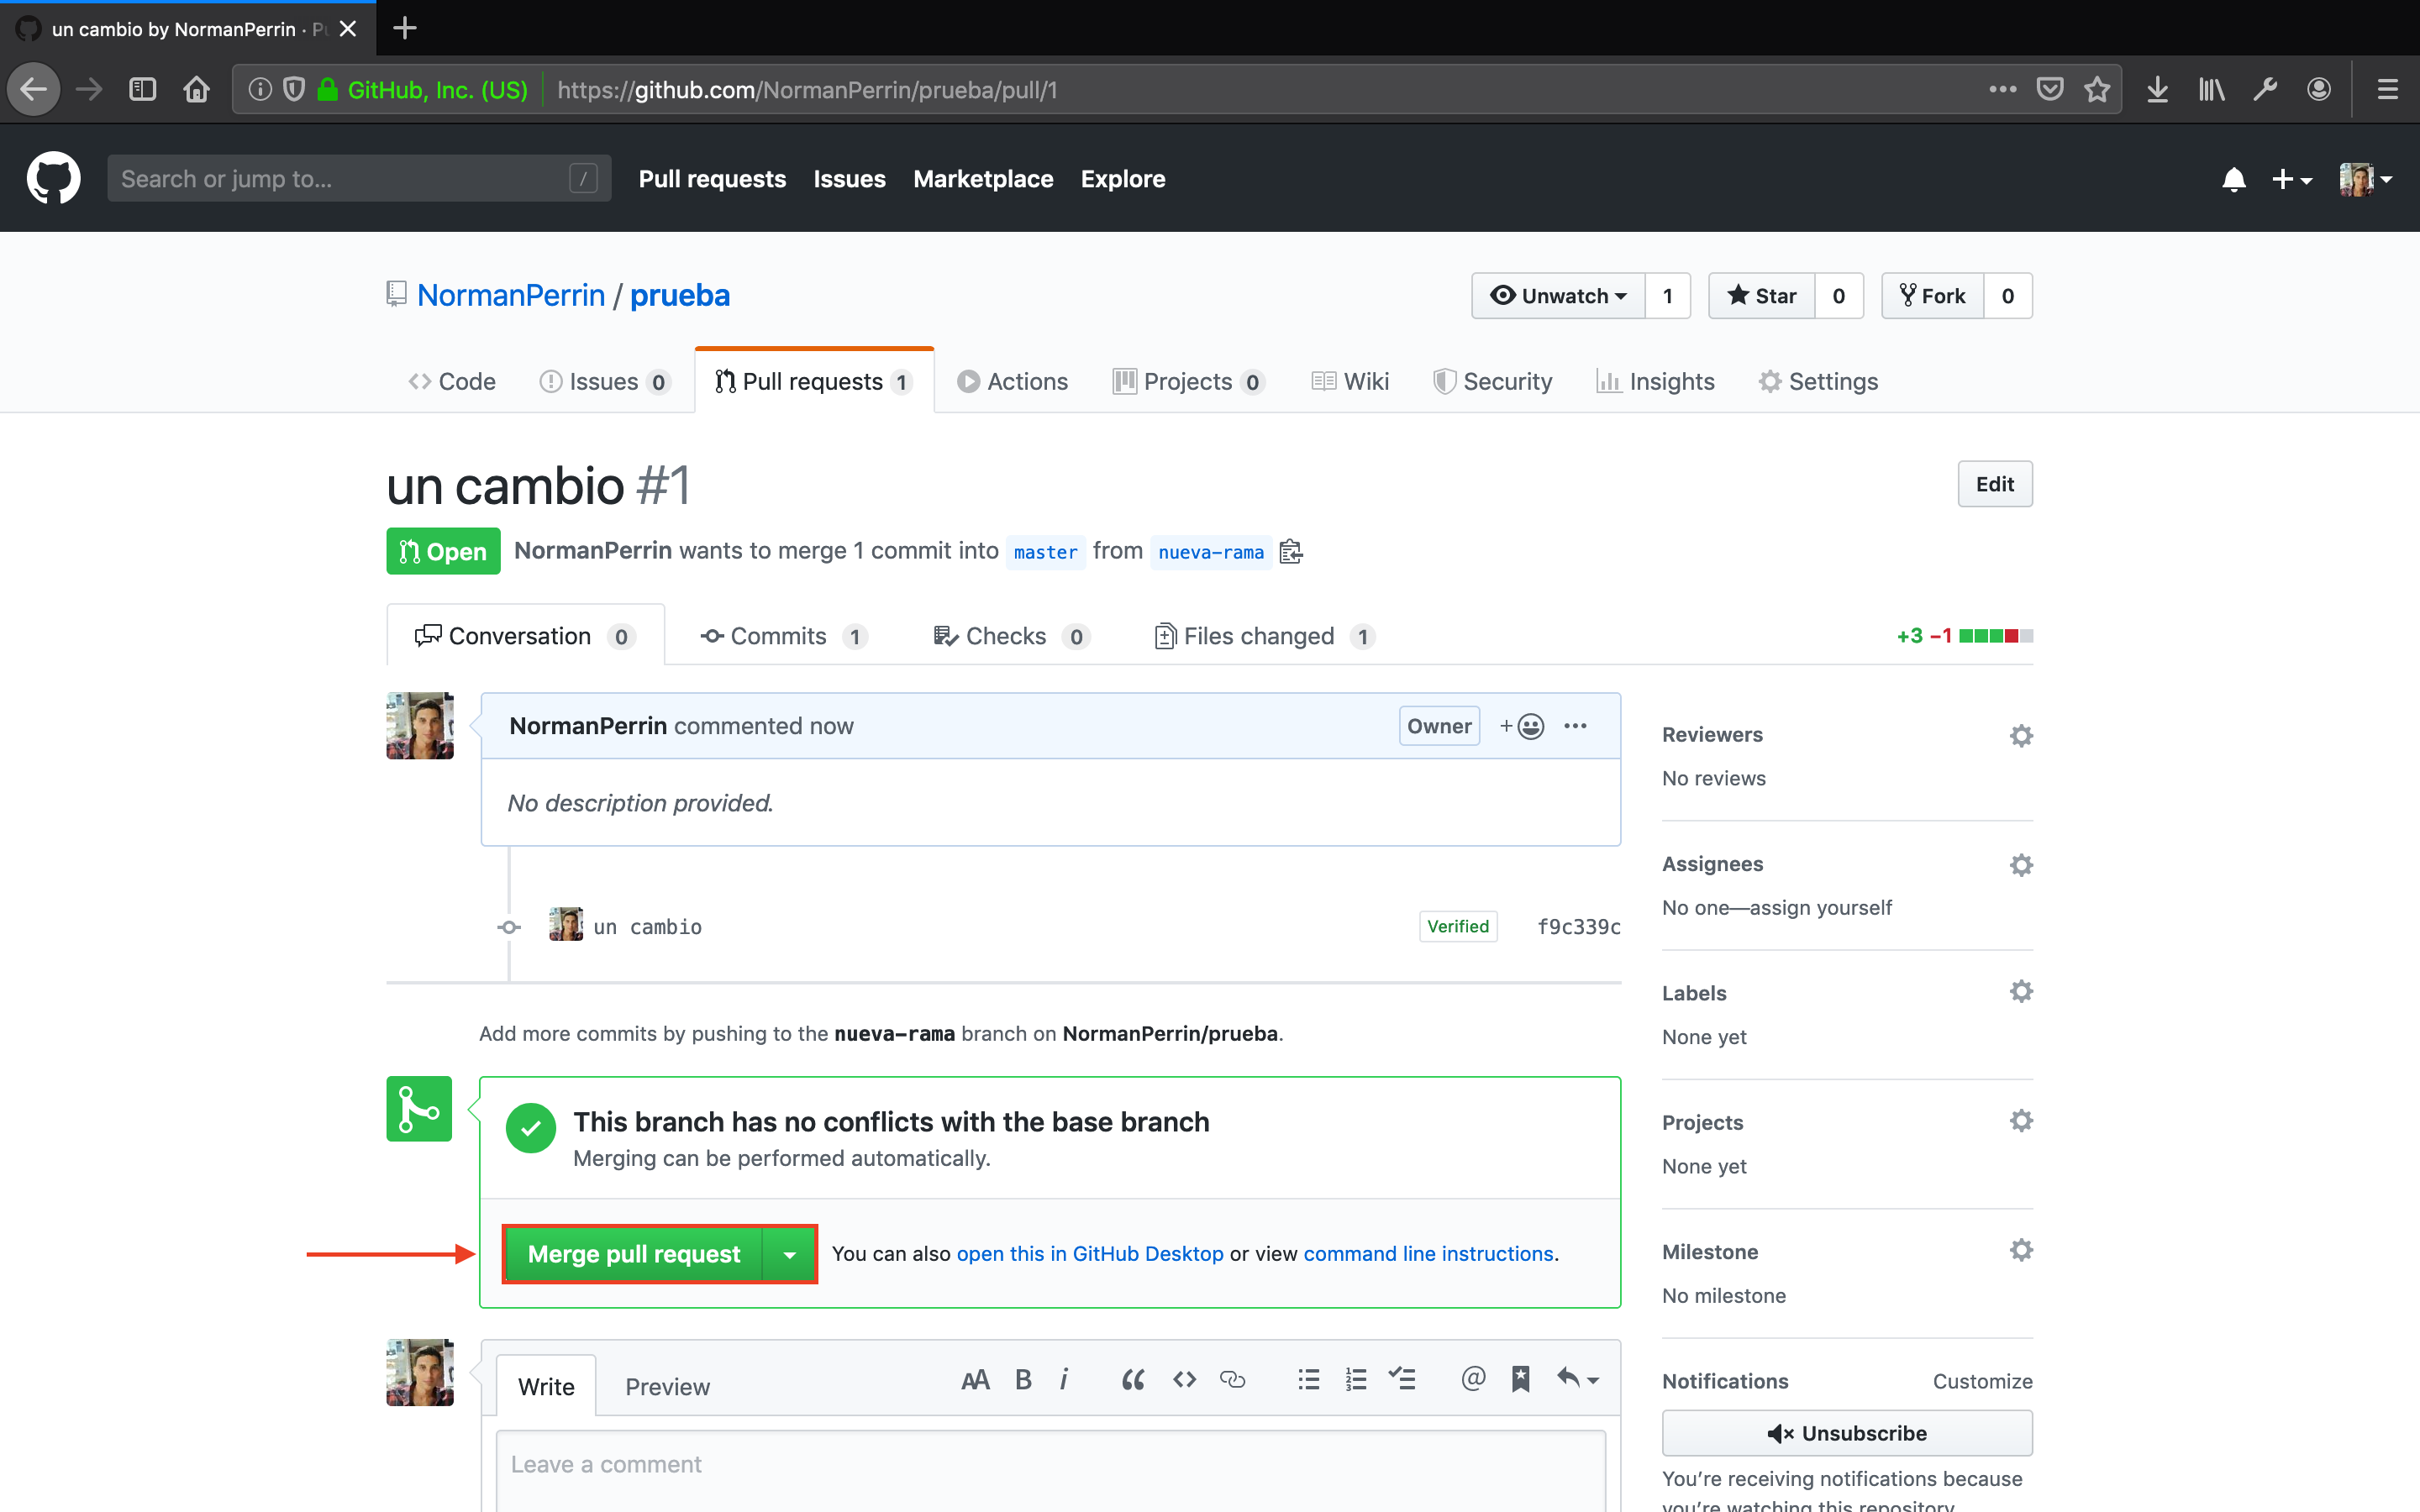 un cambio by NormanPerrin · Pu
GitHub, Inc. (US) https://github.com/NormanPerrin/prueba/pull/1
Search or jump to... / Pull requests Issues Marketplace Explore
NormanPerrin / prueba Unwatch 1 Star 0 Fork 0
Code Issues 0 Pull requests 1 Actions Projects 0 Wiki Security Insights Settings
un cambio #1 Edit
Open NormanPerrin wants to merge 1 commit into master from nueva-rama
Conversation 0 Commits 1 Checks 0 Files changed 1 +3 −1
NormanPerrin commented now Owner
No description provided.
un cambio Verified f9c339c
Add more commits by pushing to the nueva-rama branch on NormanPerrin/prueba.
This branch has no conflicts with the base branch
Merging can be performed automatically.
Merge pull request You can also open this in GitHub Desktop or view command line instructions.
Write Preview
Leave a comment
Reviewers
No reviews
Assignees
No one—assign yourself
Labels
None yet
Projects
None yet
Milestone
No milestone
Notifications Customize
Unsubscribe
You’re receiving notifications because
you’re watching this repository.